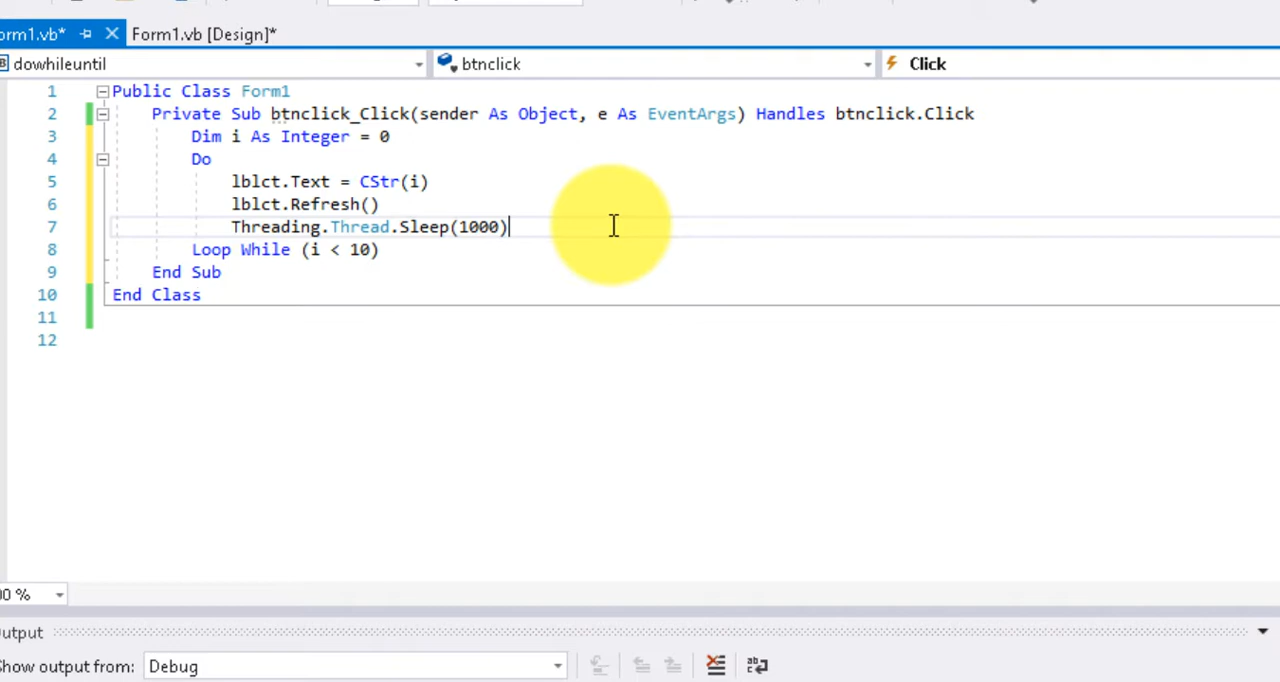 orm1.vb*
Form1.vb [Design]*
dowhileuntil
btnclick
Click
1 Public Class Form1
2 Private Sub btnclick_Click(sender As Object, e As EventArgs) Handles btnclick.Click
3 Dim i As Integer = 0
4 Do
5 lblct.Text = CStr(i)
6 lblct.Refresh()
7 Threading.Thread.Sleep(1000)
8 Loop While (i < 10)
9 End Sub
10 End Class
11
12
00 %
utput
how output from: Debug